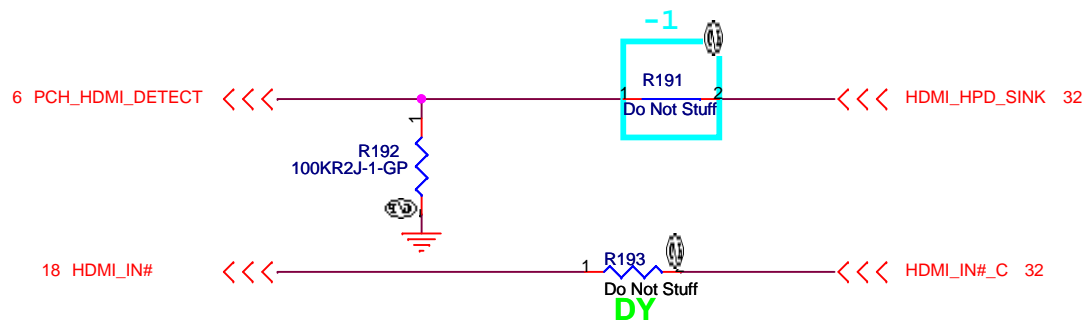 -1
R191
6 PCH_HDMI_DETECT 1 2 HDMI_HPD_SINK 32
Do Not Stuff
1
R192
100KR2J-1-GP
R193
18 HDMI_IN# 1 HDMI_IN#_C 32
Do Not Stuff
DY